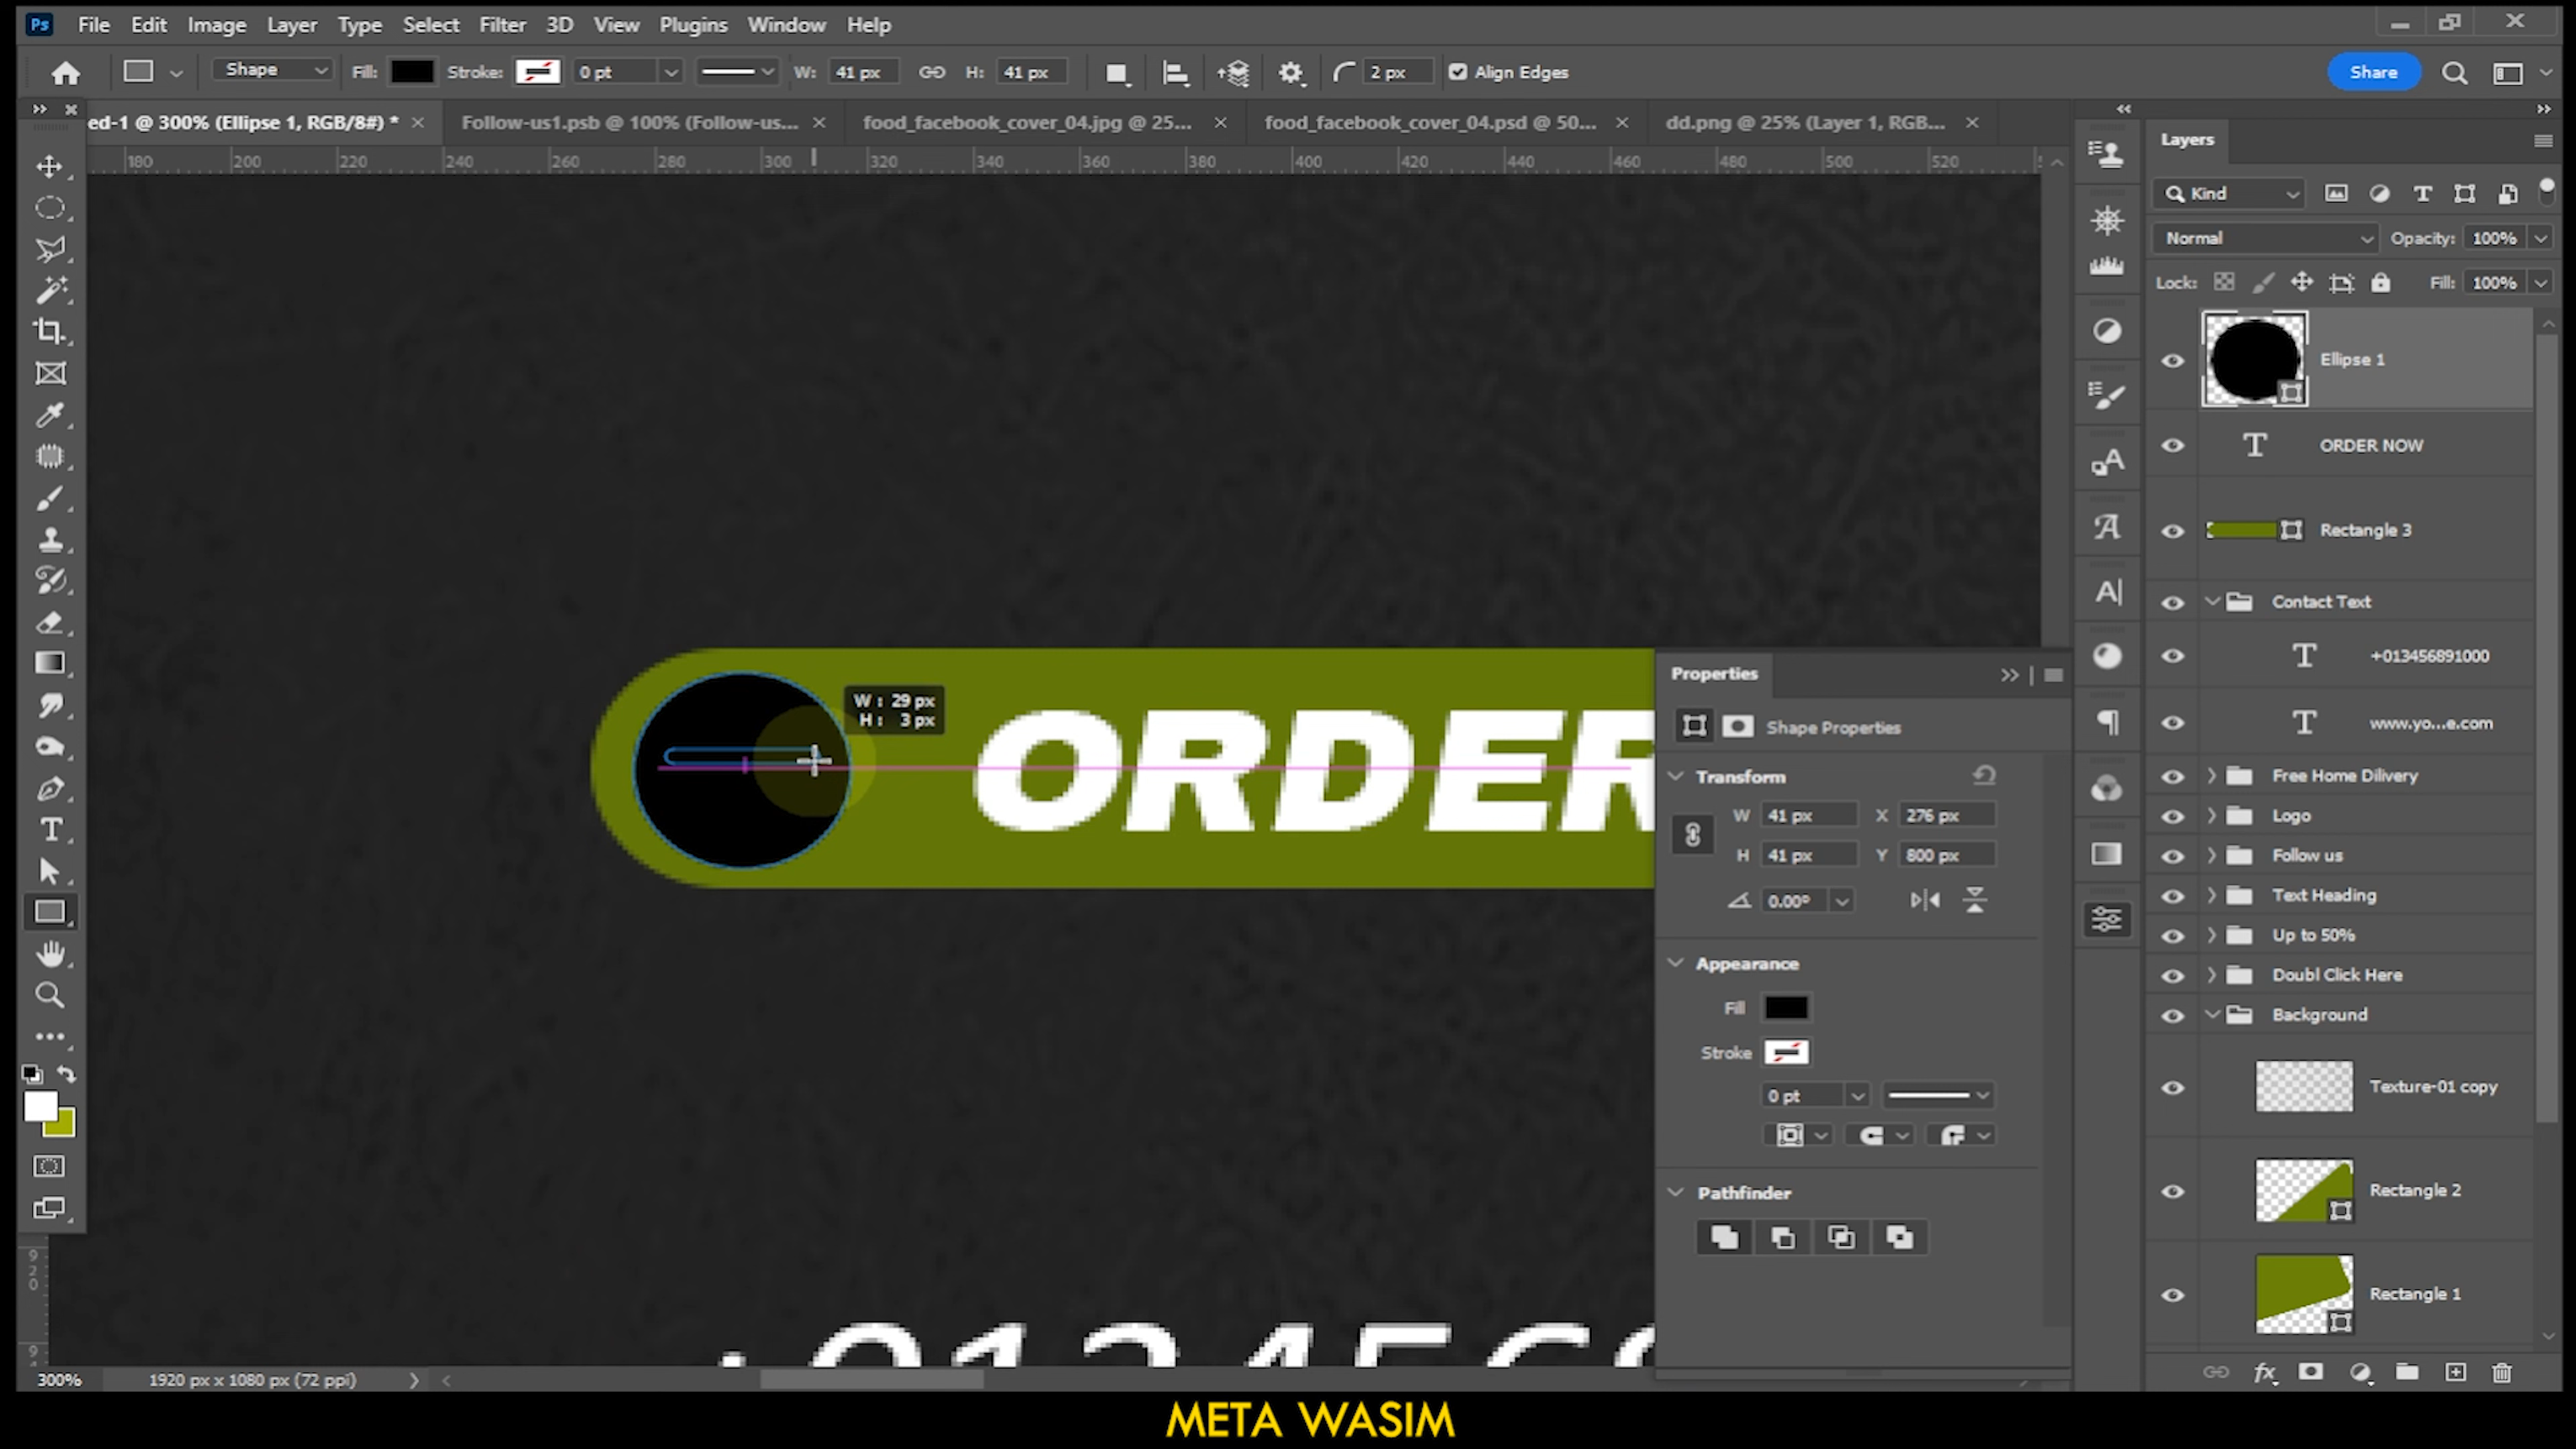 Ps File Edit Image Layer Type Select Filter 3D View Plugins Window Help
Shape Fill: Stroke: 0 pt W: 41 px H: 41 px 2 px Align Edges Share
ed-1 @ 300% (Ellipse 1, RGB/8#) * Follow-us1.psb @ 100% (Follow-us... food_facebook_cover_04.jpg @ 25... food_facebook_cover_04.psd @ 50... dd.png @ 25% (Layer 1, RGB...
180 200 220 240 260 280 300 320 340 360 380 400 420 440 460 480 500 520
Layers
Kind
Normal Opacity: 100%
Lock: Fill: 100%
Ellipse 1
ORDER NOW
Rectangle 3
Contact Text
+013456891000
www.yo...e.com
Free Home Dilivery
Logo
Follow us
Text Heading
Up to 50%
Doubl Click Here
Background
Texture-01 copy
Rectangle 2
Rectangle 1
W : 29 px
H : 3 px
ORDER
Properties
Shape Properties
Transform
W 41 px X 276 px
H 41 px Y 800 px
0.00°
Appearance
Fill
Stroke
0 pt
Pathfinder
920
300% 1920 px x 1080 px (72 ppi)
META WASIM